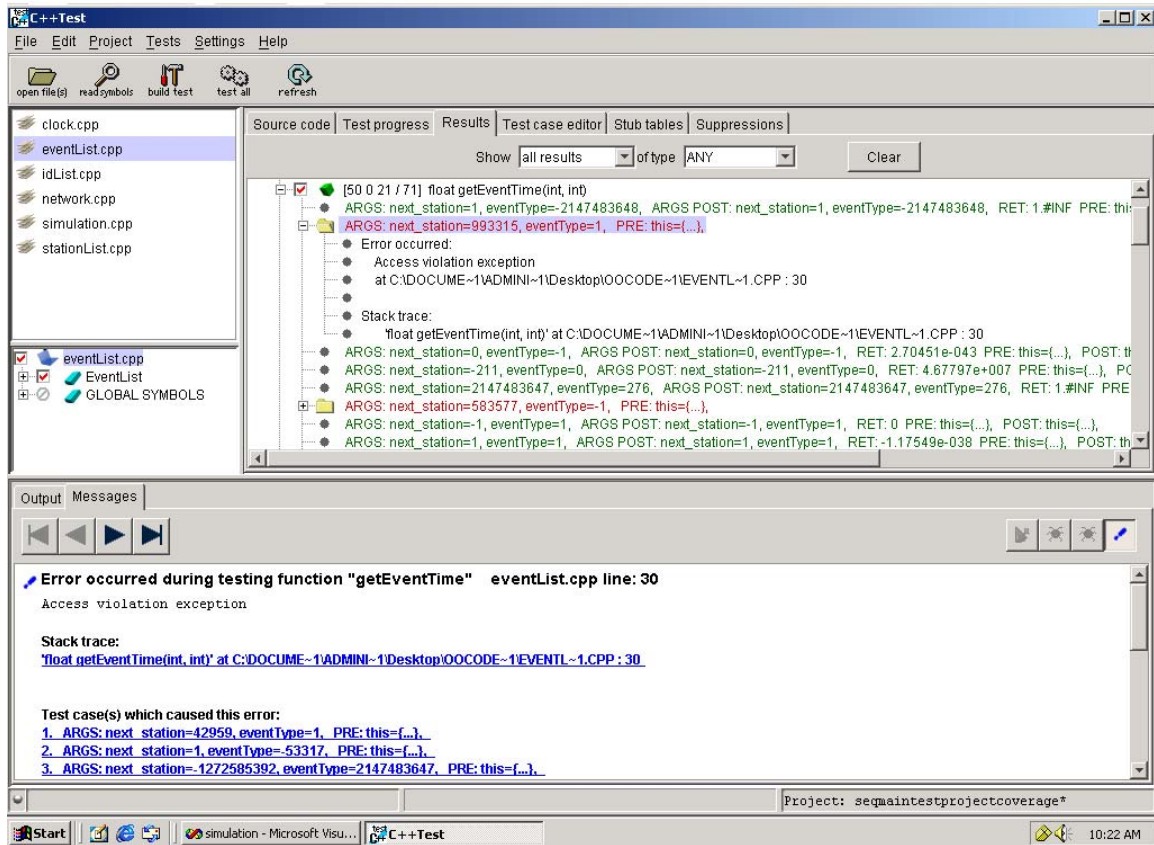 C++Test
File Edit Project Tests Settings Help
open file(s) read symbols build test test all refresh
clock.cpp
eventList.cpp
idList.cpp
network.cpp
simulation.cpp
stationList.cpp
eventList.cpp
EventList
GLOBAL SYMBOLS
Source code Test progress Results Test case editor Stub tables Suppressions
Show all results of type ANY Clear
[50 0 21 / 71] float getEventTime(int, int)
ARGS: next_station=1, eventType=-2147483648, ARGS POST: next_station=1, eventType=-2147483648, RET: 1.#INF PRE: this
ARGS: next_station=993315, eventType=1, PRE: this={...},
Error occurred:
Access violation exception
at C:\DOCUME~1\ADMINI~1\Desktop\OOCODE~1\EVENTL~1.CPP : 30
Stack trace:
'float getEventTime(int, int)' at C:\DOCUME~1\ADMINI~1\Desktop\OOCODE~1\EVENTL~1.CPP : 30
ARGS: next_station=0, eventType=-1, ARGS POST: next_station=0, eventType=-1, RET: 2.70451e-043 PRE: this={...}, POST: th
ARGS: next_station=-211, eventType=0, ARGS POST: next_station=-211, eventType=0, RET: 4.67797e+007 PRE: this={...}, PO
ARGS: next_station=2147483647, eventType=276, ARGS POST: next_station=2147483647, eventType=276, RET: 1.#INF PRE
ARGS: next_station=583577, eventType=-1, PRE: this={...},
ARGS: next_station=-1, eventType=1, ARGS POST: next_station=-1, eventType=1, RET: 0 PRE: this={...}, POST: this={...},
ARGS: next_station=1, eventType=1, ARGS POST: next_station=1, eventType=1, RET: -1.17549e-038 PRE: this={...}, POST: th
Output Messages
Error occurred during testing function "getEventTime" eventList.cpp line: 30
Access violation exception
Stack trace:
'float getEventTime(int, int)' at C:\DOCUME~1\ADMINI~1\Desktop\OOCODE~1\EVENTL~1.CPP : 30
Test case(s) which caused this error:
1. ARGS: next_station=42959, eventType=1, PRE: this={...},
2. ARGS: next_station=1, eventType=-53317, PRE: this={...},
3. ARGS: next_station=-1272585392, eventType=2147483647, PRE: this={...},
Project: seqmaintestprojectcoverage*
Start simulation - Microsoft Visu... C++Test 10:22 AM